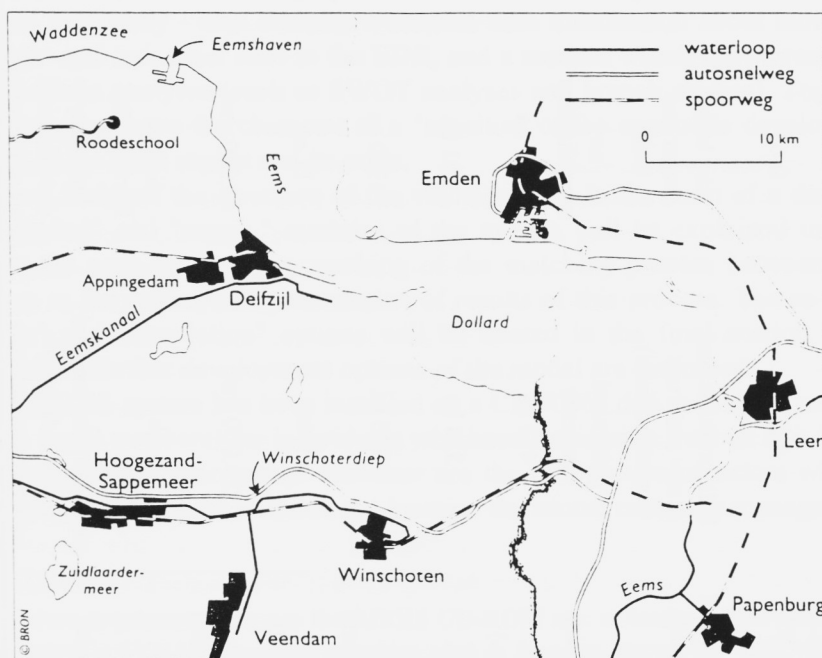 Waddenzee
Eemshaven
waterloop
autosnelweg
spoorweg
0 10 km
Roodeschool
Eems
Emden
Appingedam
Delfzijl
Eemskanaal
Dollard
Leer
Hoogezand-
Sappemeer
Winschoterdiep
Zuidlaarder-
meer
Winschoten
Eems
Papenburg
Veendam
© BRON